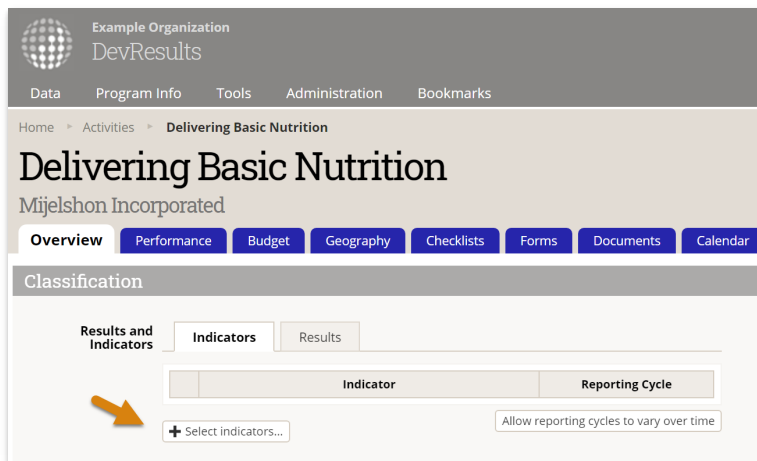 Example Organization
DevResults
Data Program Info Tools Administration Bookmarks
Home Activities Delivering Basic Nutrition
Delivering Basic Nutrition
Mijelshon Incorporated
Overview Performance Budget Geography Checklists Forms Documents Calendar
Classification
Results and
Indicators
Indicators Results
Indicator Reporting Cycle
Select indicators...
Allow reporting cycles to vary over time